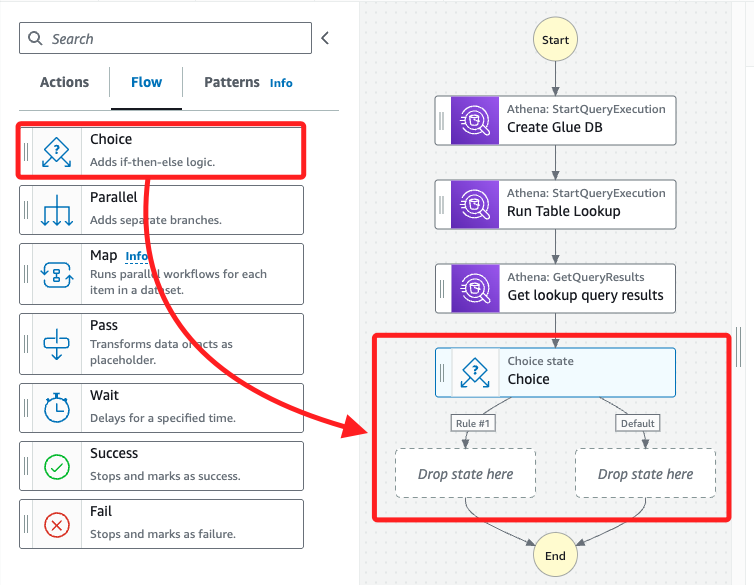 Search
Actions
Flow
Patterns Info
Choice
Adds if-then-else logic.
Parallel
Adds separate branches.
Map Info
Runs parallel workflows for each
item in a dataset.
Pass
Transforms data or acts as
placeholder.
Wait
Delays for a specified time.
Success
Stops and marks as success.
Fail
Stops and marks as failure.
Start
Athena: StartQueryExecution
Create Glue DB
Athena: StartQueryExecution
Run Table Lookup
Athena: GetQueryResults
Get lookup query results
Choice state
Choice
Rule #1
Default
Drop state here
Drop state here
End